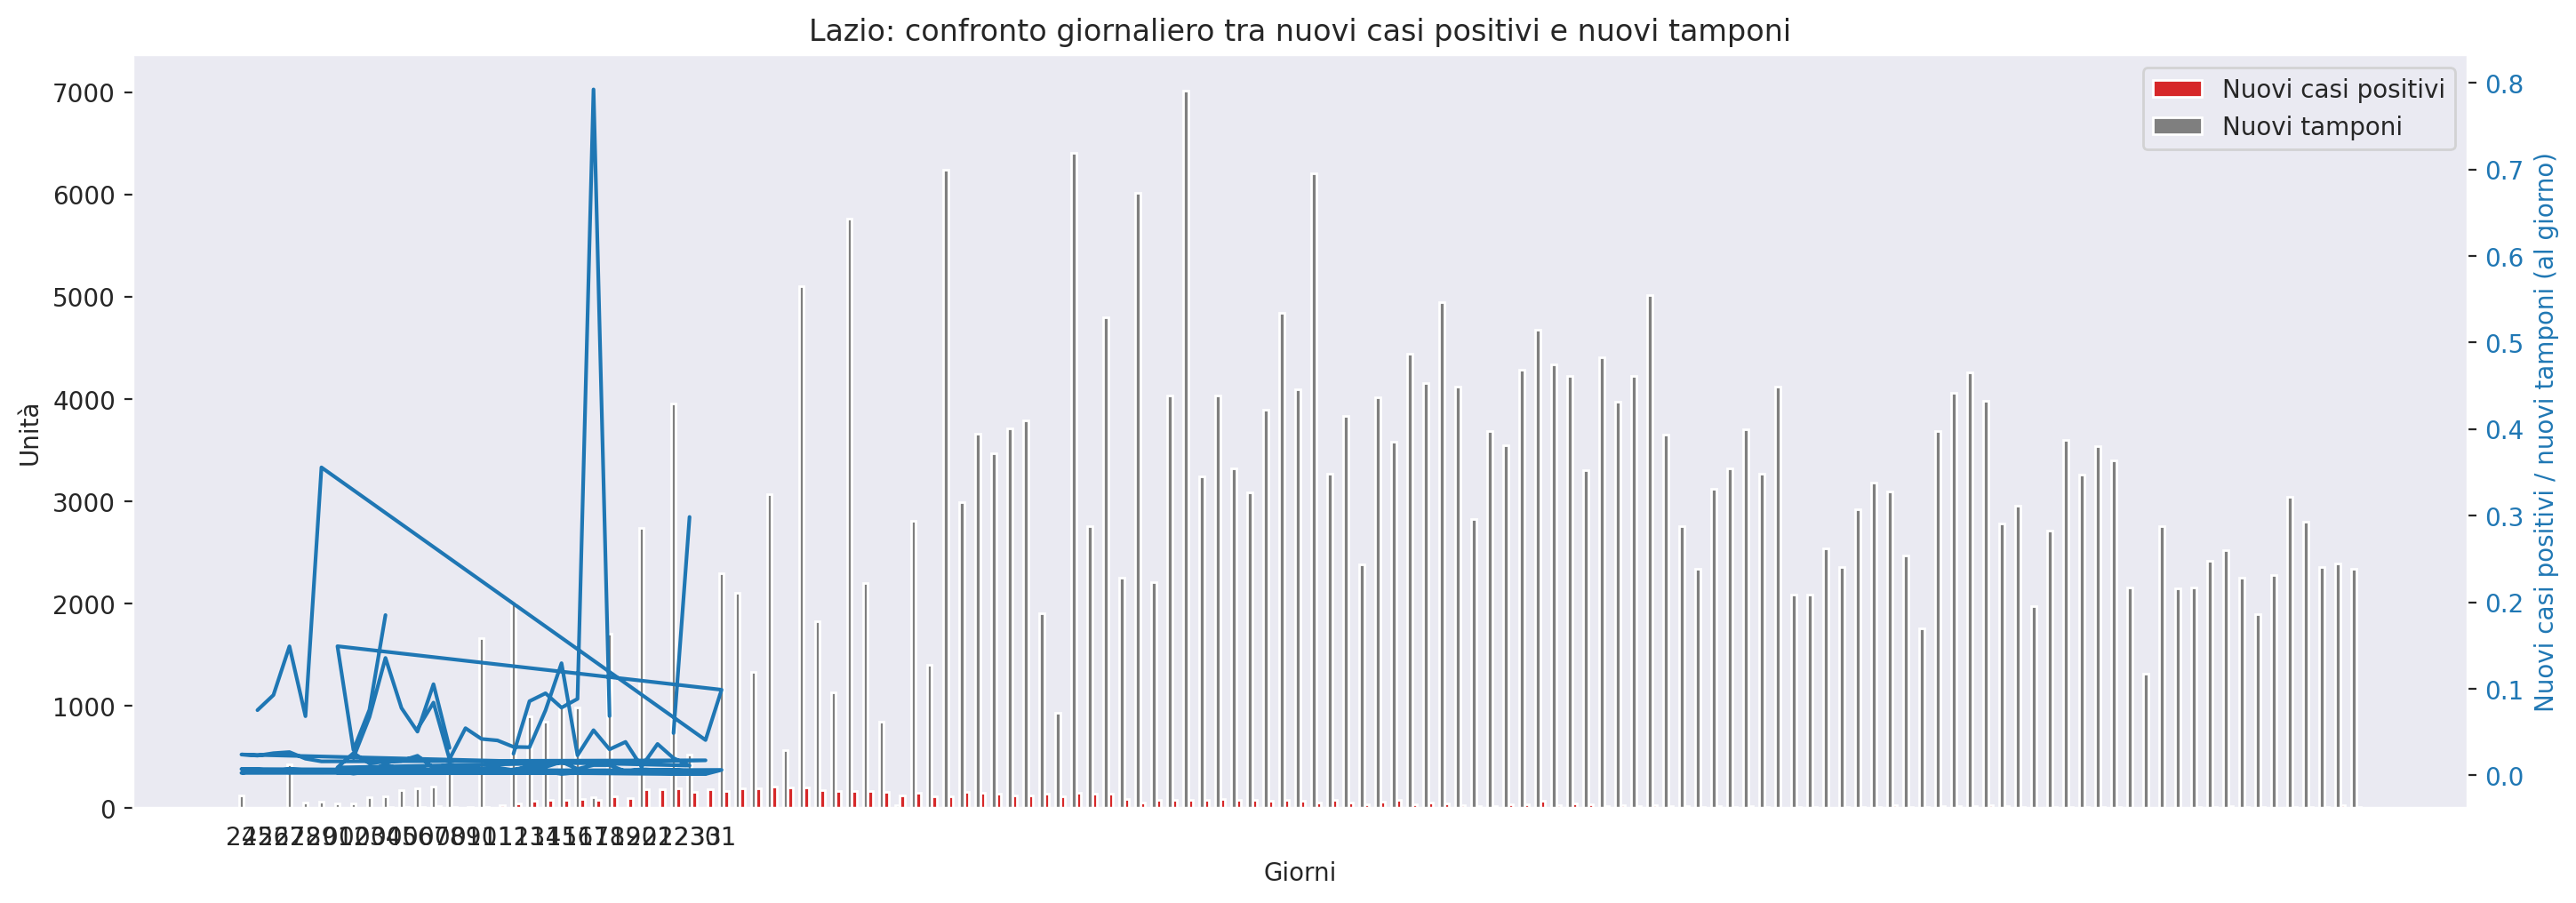 Lazio: confronto giornaliero tra nuovi casi positivi e nuovi tamponi
Nuovi casi positivi
Nuovi tamponi
Unità
7000
6000
5000
4000
3000
2000
1000
0
0.8
0.7
0.6
0.5
0.4
0.3
0.2
0.1
0.0
Nuovi casi positivi / nuovi tamponi (al giorno)
Giorni